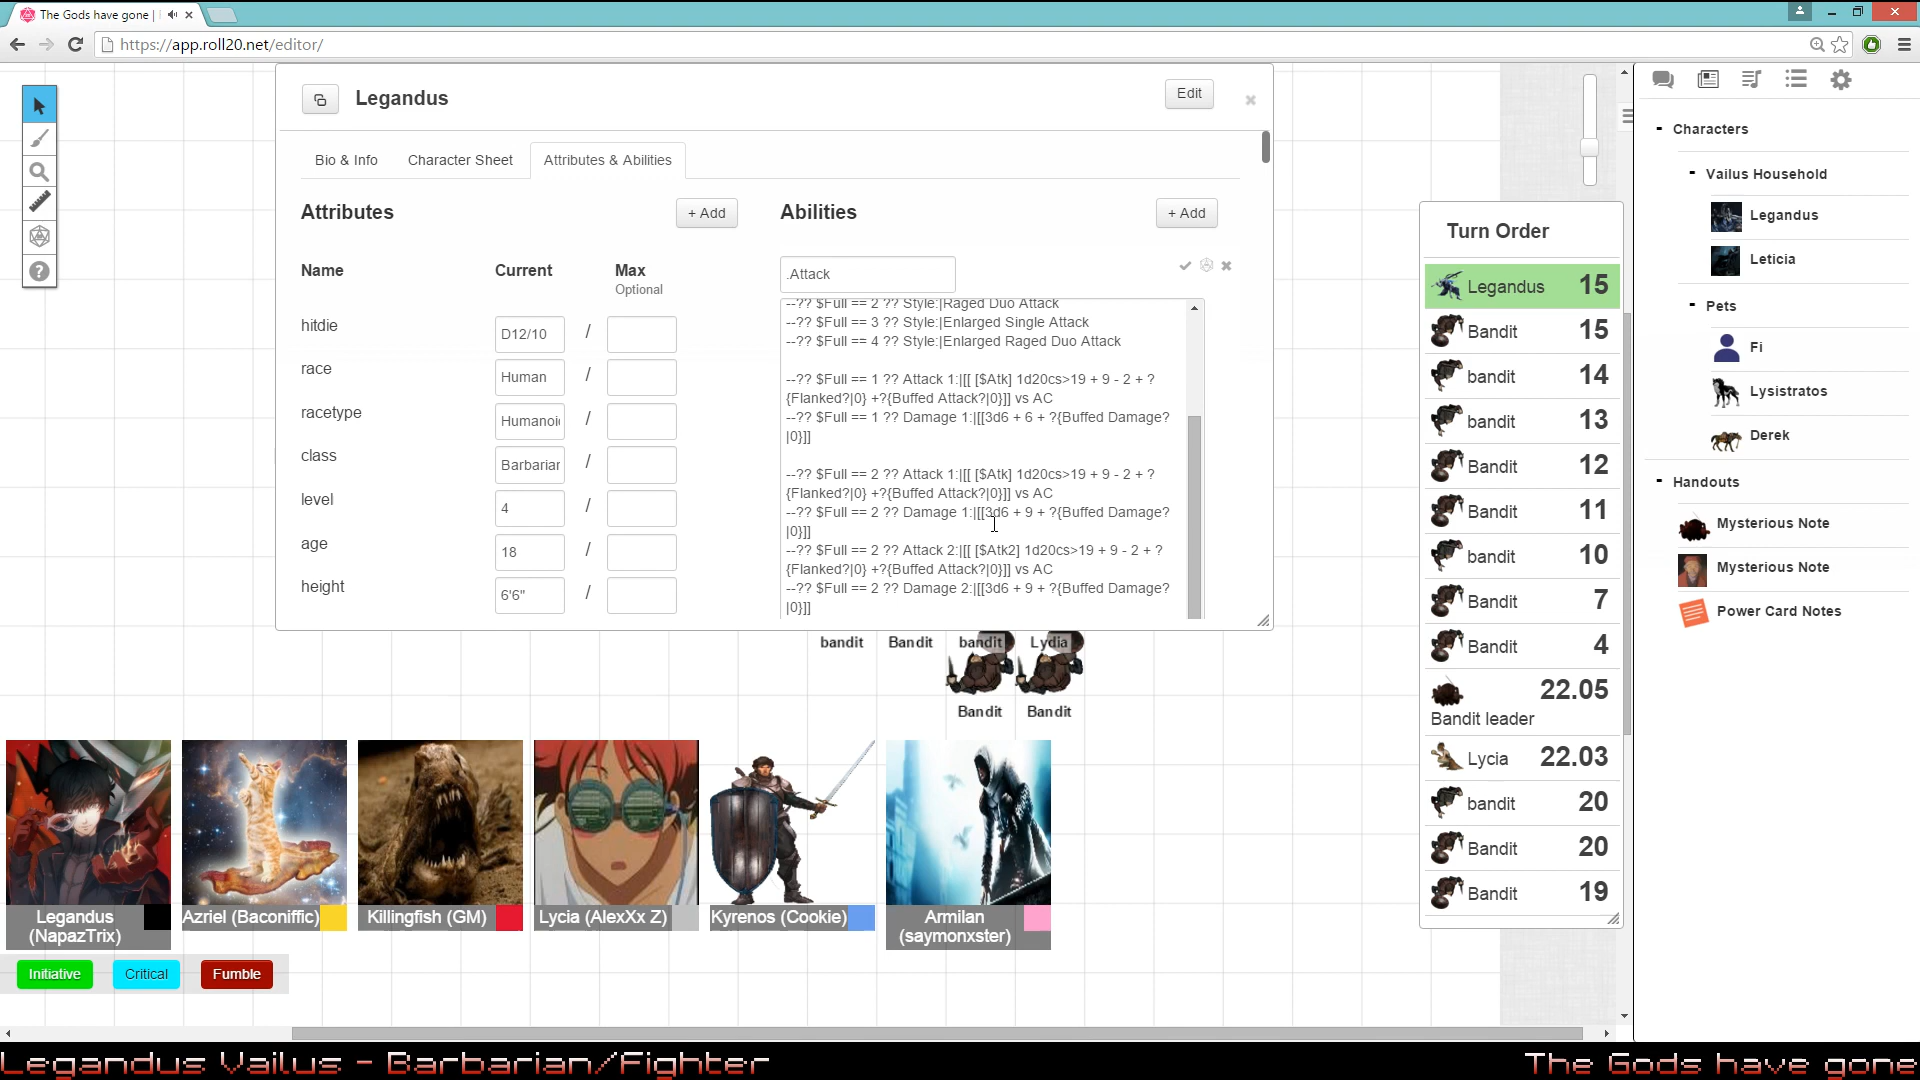 The Gods have gone |
https://app.roll20.net/editor/
Legandus
Edit
Bio & Info
Character Sheet
Attributes & Abilities
Attributes
+ Add
Abilities
+ Add
Name
Current
Max
Optional
hitdie
D12/10
/
race
Human
/
racetype
Humanoi
/
class
Barbarian
/
level
4
/
age
18
/
height
6'6"
/
.Attack
--?? $Full == 2 ?? Style:|Raged Duo Attack
--?? $Full == 3 ?? Style:|Enlarged Single Attack
--?? $Full == 4 ?? Style:|Enlarged Raged Duo Attack
--?? $Full == 1 ?? Attack 1:|[[ [$Atk] 1d20cs>19 + 9 - 2 + ?
{Flanked?|0} +?{Buffed Attack?|0}]] vs AC
--?? $Full == 1 ?? Damage 1:|[[3d6 + 6 + ?{Buffed Damage?
|0}]]
--?? $Full == 2 ?? Attack 1:|[[ [$Atk] 1d20cs>19 + 9 - 2 + ?
{Flanked?|0} +?{Buffed Attack?|0}]] vs AC
--?? $Full == 2 ?? Damage 1:|[[3d6 + 9 + ?{Buffed Damage?
|0}]]
--?? $Full == 2 ?? Attack 2:|[[ [$Atk2] 1d20cs>19 + 9 - 2 + ?
{Flanked?|0} +?{Buffed Attack?|0}]] vs AC
--?? $Full == 2 ?? Damage 2:|[[3d6 + 9 + ?{Buffed Damage?
|0}]]
bandit
Bandit
bandit
Lydia
Bandit
Bandit
Turn Order
Legandus 15
Bandit 15
bandit 14
bandit 13
Bandit 12
Bandit 11
bandit 10
Bandit 7
Bandit 4
22.05
Bandit leader
Lycia 22.03
bandit 20
Bandit 20
Bandit 19
Characters
Vailus Household
Legandus
Leticia
Pets
Fi
Lysistratos
Derek
Handouts
Mysterious Note
Mysterious Note
Power Card Notes
Legandus
(NapazTrix)
Azriel (Baconiffic)
Killingfish (GM)
Lycia (AlexXx Z)
Kyrenos (Cookie)
Armilan
(saymonxster)
Initiative
Critical
Fumble
Legandus Vailus - Barbarian/Fighter
The Gods have gone